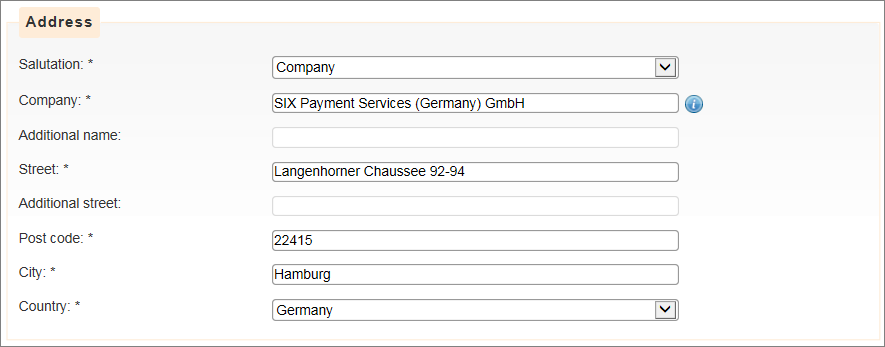 Address
Salutation: * Company
Company: * SIX Payment Services (Germany) GmbH i
Additional name:
Street: * Langenhorner Chaussee 92-94
Additional street:
Post code: * 22415
City: * Hamburg
Country: * Germany